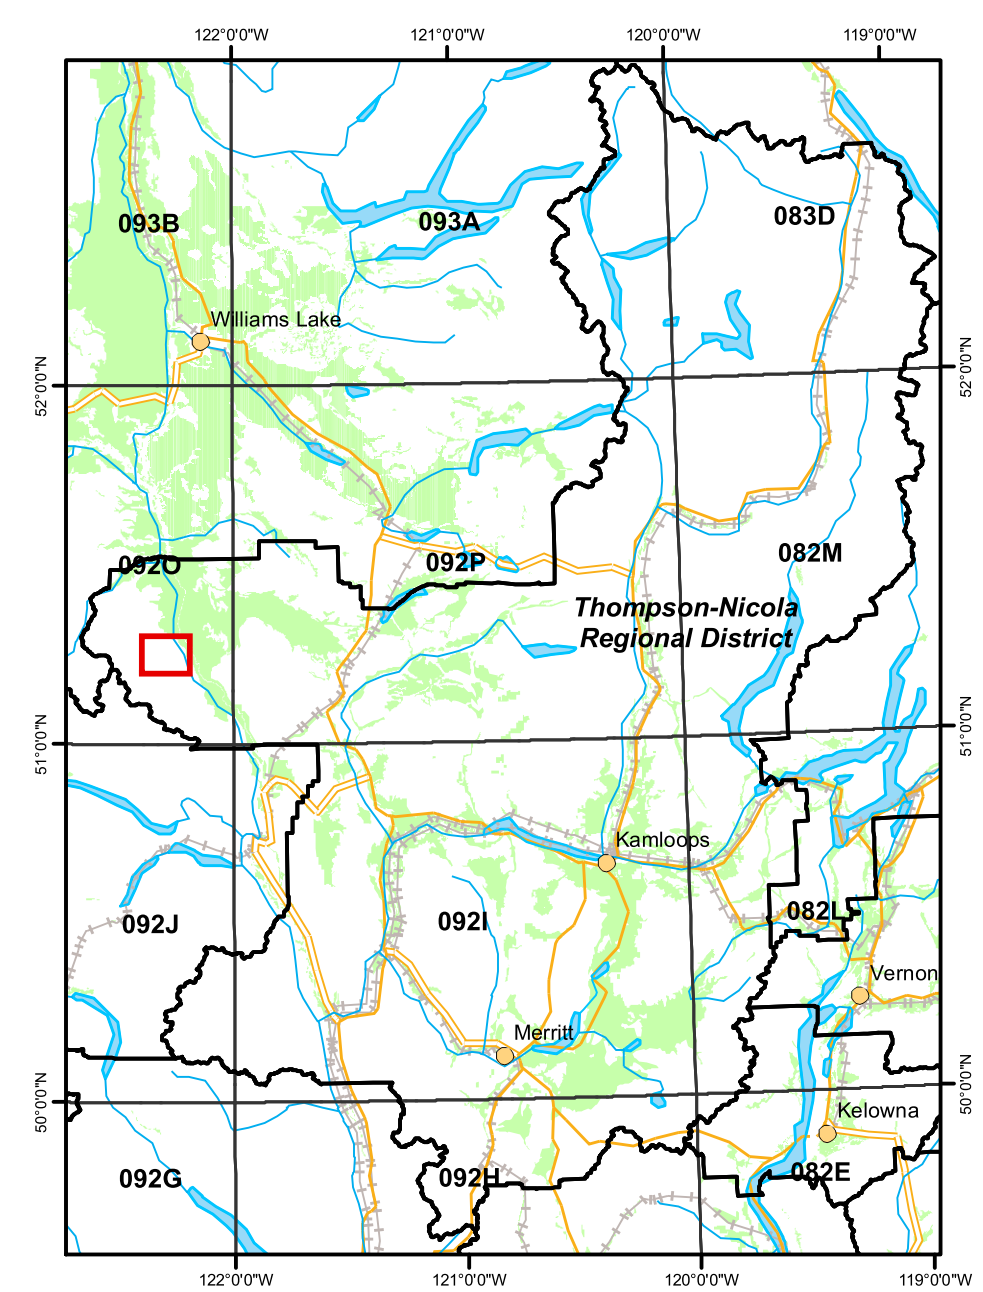 122°0'0"W 121°0'0"W 120°0'0"W 119°0'0"W
093B
093A
083D
Williams Lake
52°0'0"N
52°0'0"N
092O
092P
082M
Thompson-Nicola
Regional District
51°0'0"N
51°0'0"N
Kamloops
092J
092I
082L
Vernon
Merritt
50°0'0"N
50°0'0"N
Kelowna
092G
092H
082E
122°0'0"W 121°0'0"W 120°0'0"W 119°0'0"W